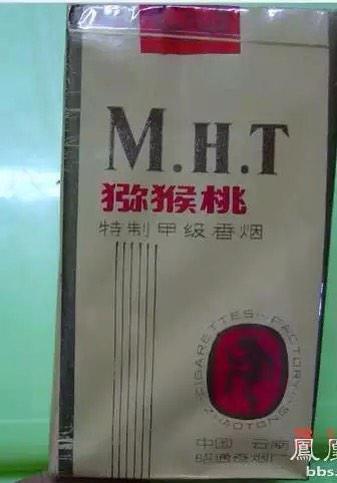 M.H.T
猕猴桃
特制甲级香烟
CIGARETTES FACTORY
ZHAOTONG
中国 云南
昭通卷烟厂
鳳凰
bbs.